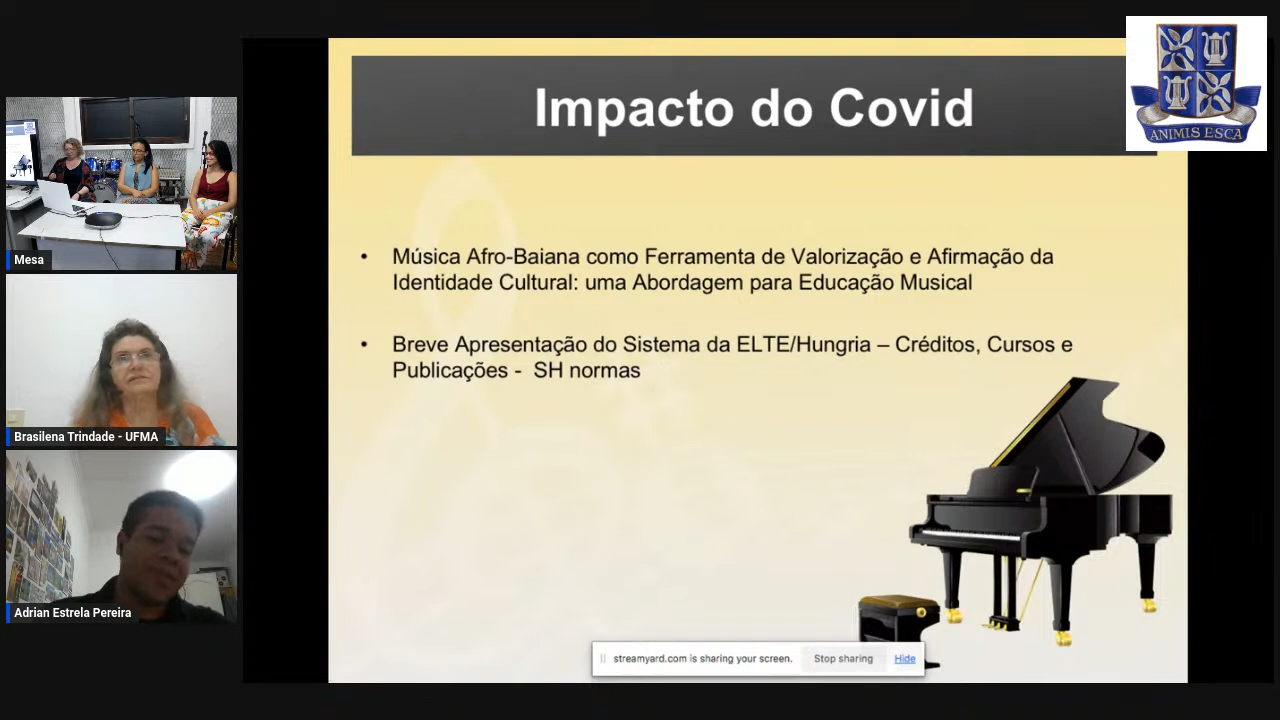 Impacto do Covid
ANIMIS ESCA
Música Afro-Baiana como Ferramenta de Valorização e Afirmação da
Identidade Cultural: uma Abordagem para Educação Musical
Breve Apresentação do Sistema da ELTE/Hungria – Créditos, Cursos e
Publicações - SH normas
Mesa
Brasilena Trindade - UFMA
Adrian Estrela Pereira
streamyard.com is sharing your screen. Stop sharing Hide